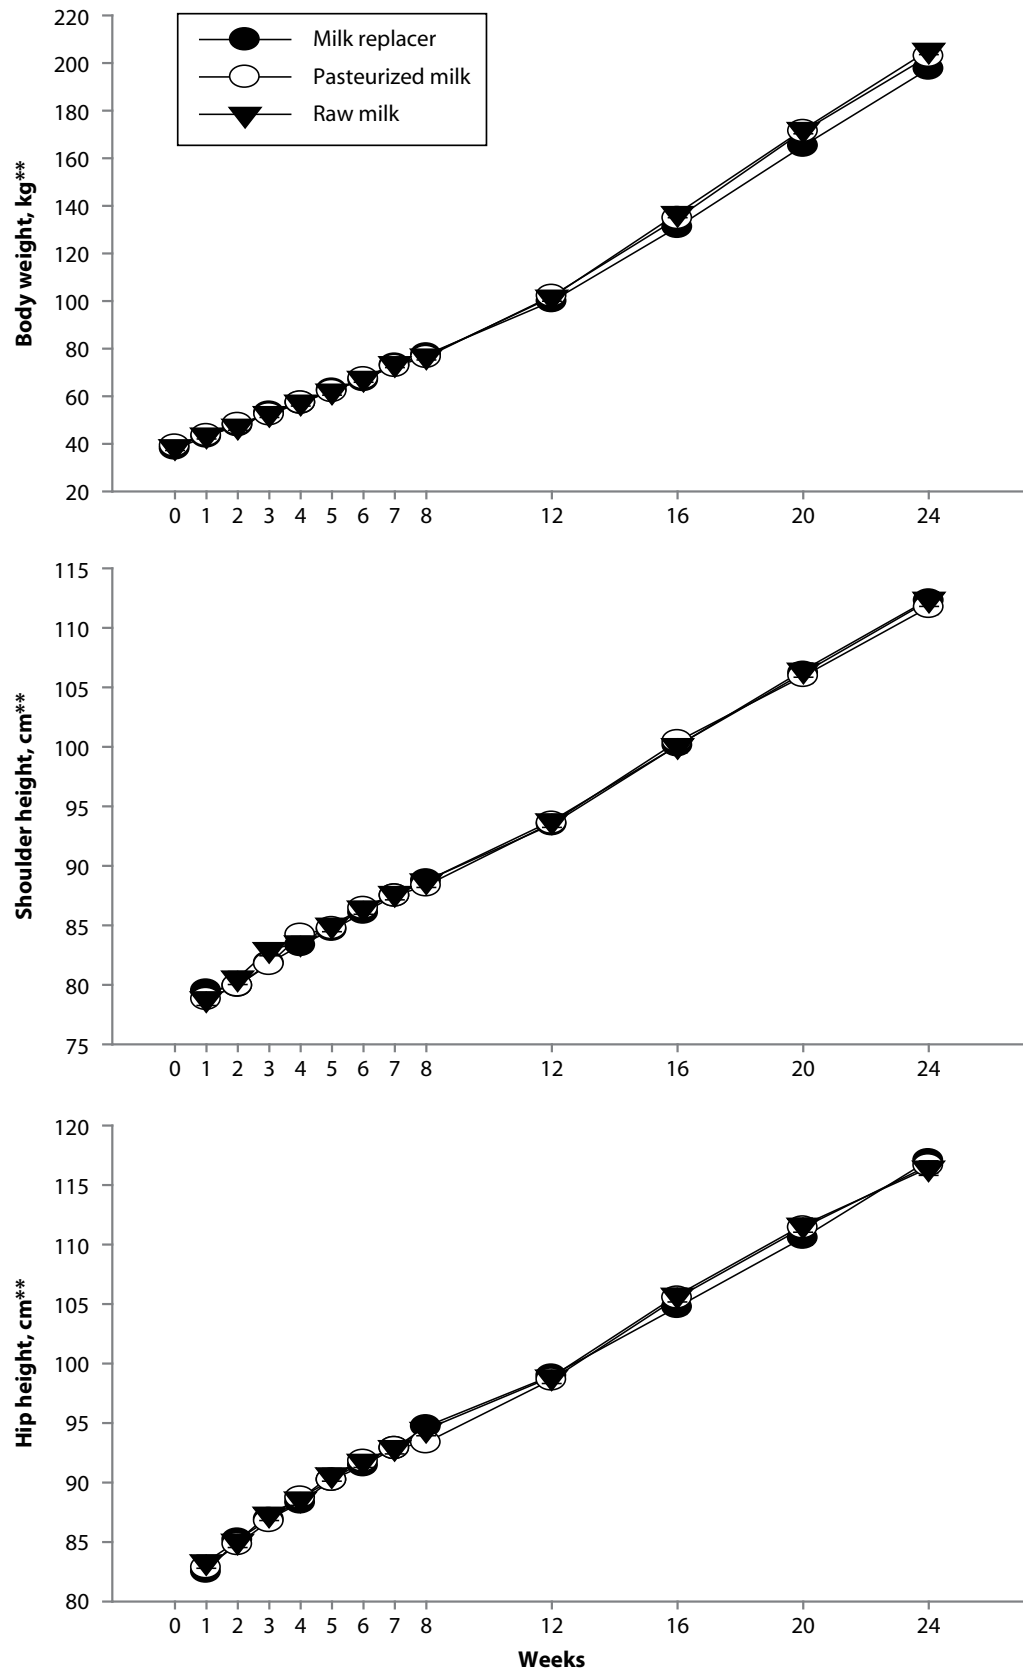 220
200
180
160
140
120
100
80
60
40
20
Body weight, kg**
Milk replacer
Pasteurized milk
Raw milk
0 1 2 3 4 5 6 7 8 12 16 20 24
115
110
105
100
95
90
85
80
75
Shoulder height, cm**
0 1 2 3 4 5 6 7 8 12 16 20 24
120
115
110
105
100
95
90
85
80
Hip height, cm**
0 1 2 3 4 5 6 7 8 12 16 20 24
Weeks